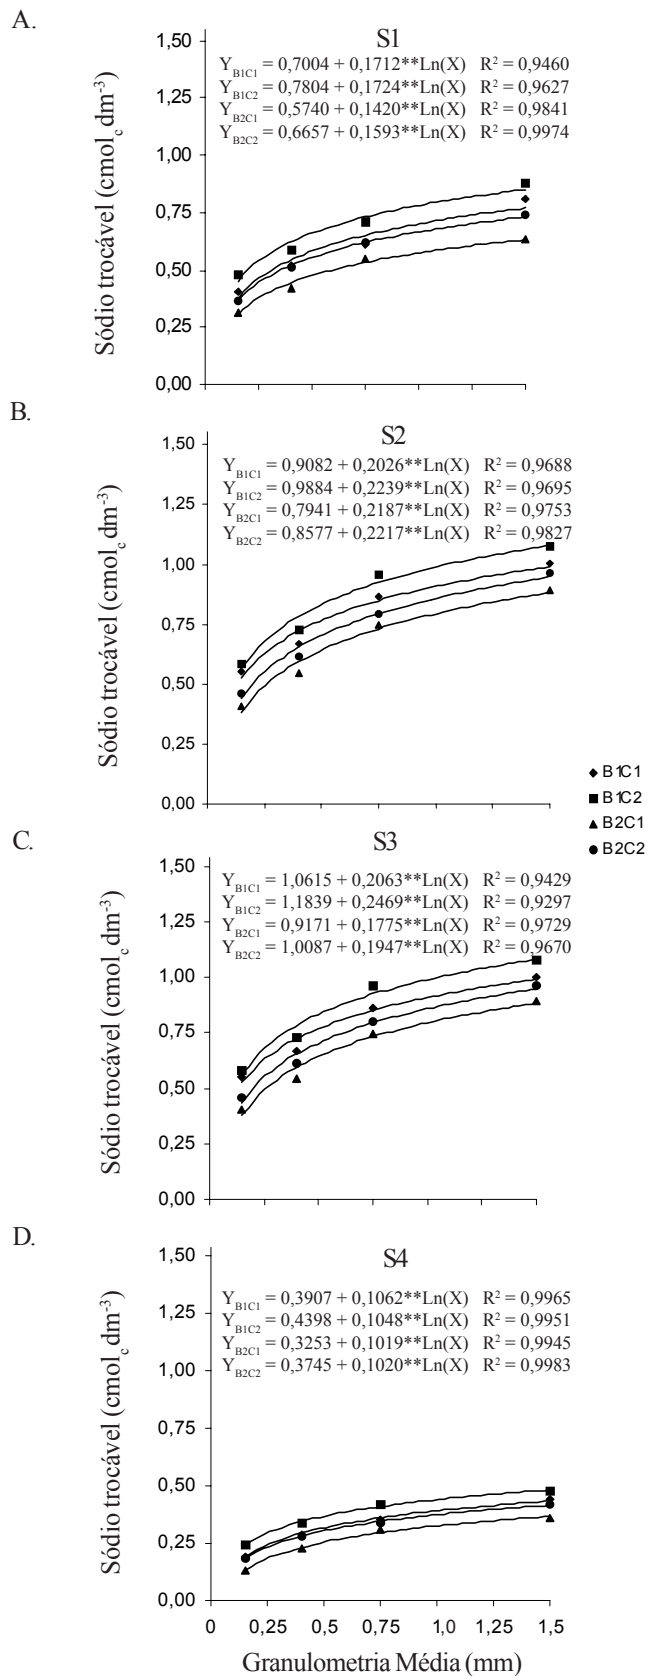 A.
S1
1,50
1,25
1,00
0,75
0,50
0,25
0,00
Sódio trocável (cmol_c dm⁻³)
Y_B1C1 = 0,7004 + 0,1712**Ln(X) R² = 0,9460
Y_B1C2 = 0,7804 + 0,1724**Ln(X) R² = 0,9627
Y_B2C1 = 0,5740 + 0,1420**Ln(X) R² = 0,9841
Y_B2C2 = 0,6657 + 0,1593**Ln(X) R² = 0,9974
B.
S2
1,50
1,25
1,00
0,75
0,50
0,25
0,00
Sódio trocável (cmol_c dm⁻³)
Y_B1C1 = 0,9082 + 0,2026**Ln(X) R² = 0,9688
Y_B1C2 = 0,9884 + 0,2239**Ln(X) R² = 0,9695
Y_B2C1 = 0,7941 + 0,2187**Ln(X) R² = 0,9753
Y_B2C2 = 0,8577 + 0,2217**Ln(X) R² = 0,9827
B1C1
B1C2
B2C1
B2C2
C.
S3
1,50
1,25
1,00
0,75
0,50
0,25
0,00
Sódio trocável (cmol_c dm⁻³)
Y_B1C1 = 1,0615 + 0,2063**Ln(X) R² = 0,9429
Y_B1C2 = 1,1839 + 0,2469**Ln(X) R² = 0,9297
Y_B2C1 = 0,9171 + 0,1775**Ln(X) R² = 0,9729
Y_B2C2 = 1,0087 + 0,1947**Ln(X) R² = 0,9670
D.
S4
1,50
1,25
1,00
0,75
0,50
0,25
0,00
Sódio trocável (cmol_c dm⁻³)
Y_B1C1 = 0,3907 + 0,1062**Ln(X) R² = 0,9965
Y_B1C2 = 0,4398 + 0,1048**Ln(X) R² = 0,9951
Y_B2C1 = 0,3253 + 0,1019**Ln(X) R² = 0,9945
Y_B2C2 = 0,3745 + 0,1020**Ln(X) R² = 0,9983
0 0,25 0,5 0,75 1,0 1,25 1,5
Granulometria Média (mm)